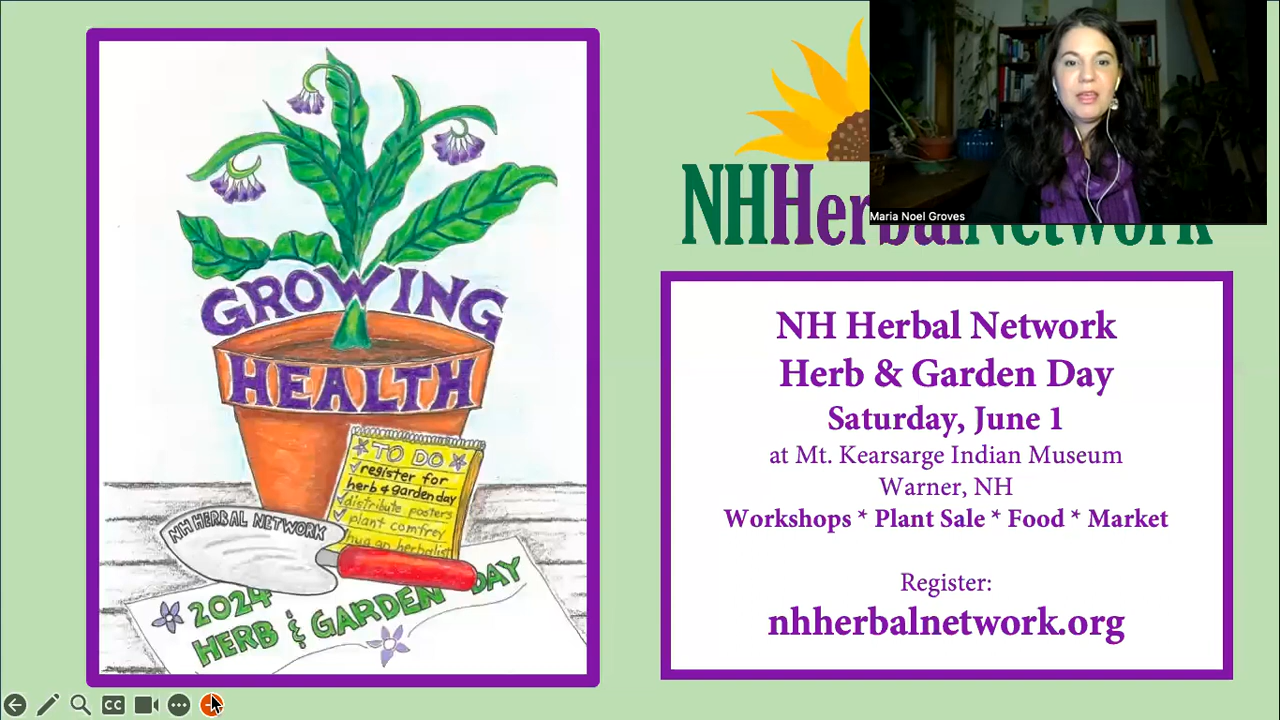 GROWING
HEALTH
TO DO
register for
herb & garden day
distribute posters
plant comfrey
hug an herbalist
NH HERBAL NETWORK
2024
HERB & GARDEN DAY
Maria Noel Groves
NHHerbalNetwork
NH Herbal Network
Herb & Garden Day
Saturday, June 1
at Mt. Kearsarge Indian Museum
Warner, NH
Workshops * Plant Sale * Food * Market
Register:
nhherbalnetwork.org
CC